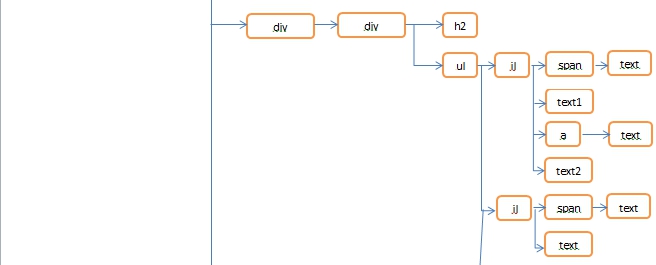 div div h2
ul li span text
text1
a text
text2
li span text
text